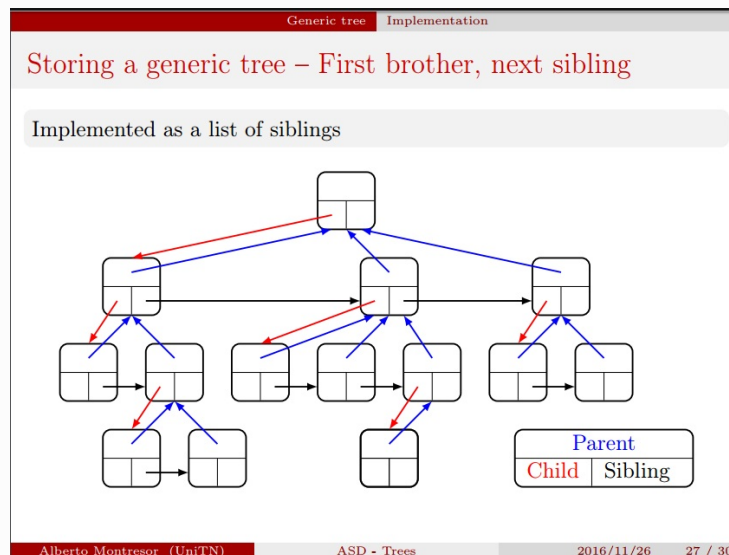 Generic tree Implementation
Storing a generic tree – First brother, next sibling
Implemented as a list of siblings
Parent
Child Sibling
Alberto Montresor (UniTN) ASD - Trees 2016/11/26 27 / 30